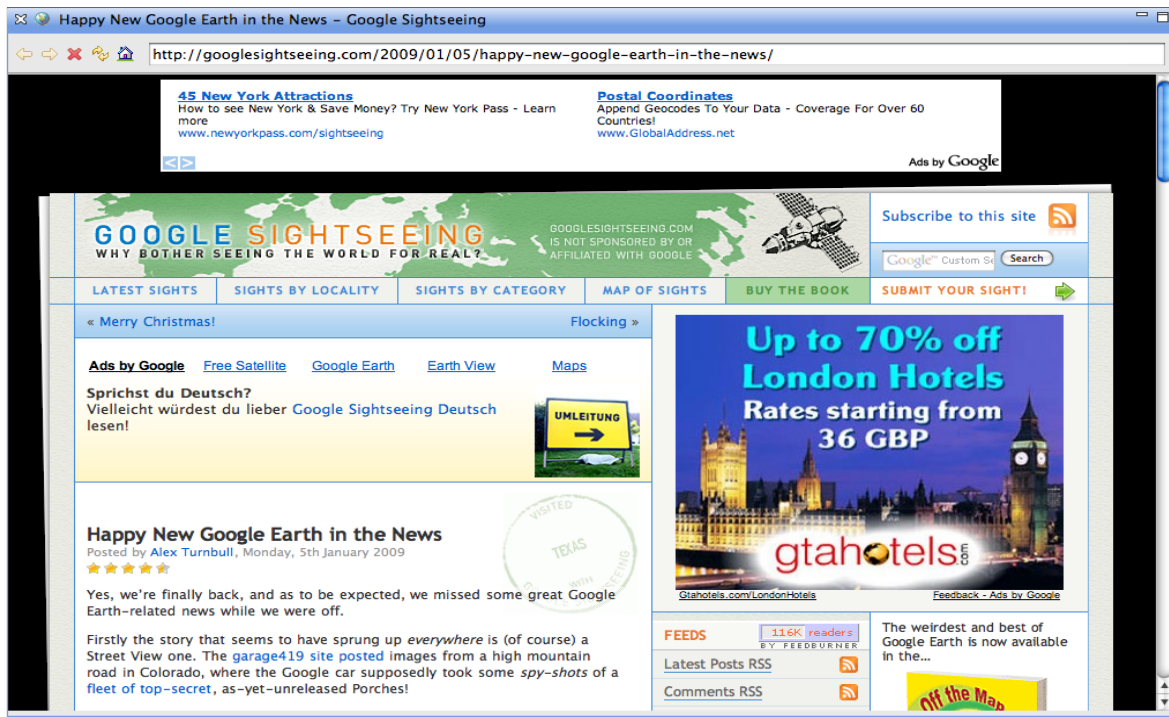 Happy New Google Earth in the News – Google Sightseeing
http://googlesightseeing.com/2009/01/05/happy-new-google-earth-in-the-news/
45 New York Attractions
How to see New York & Save Money? Try New York Pass - Learn
more
www.newyorkpass.com/sightseeing
Postal Coordinates
Append Geocodes To Your Data - Coverage For Over 60
Countries!
www.GlobalAddress.net
Ads by Google
GOOGLE SIGHTSEEING
WHY BOTHER SEEING THE WORLD FOR REAL?
GOOGLESIGHTSEEING.COM
IS NOT SPONSORED BY OR
AFFILIATED WITH GOOGLE
Subscribe to this site
Google™ Custom Se
Search
LATEST SIGHTS
SIGHTS BY LOCALITY
SIGHTS BY CATEGORY
MAP OF SIGHTS
BUY THE BOOK
SUBMIT YOUR SIGHT!
« Merry Christmas!
Flocking »
Ads by Google
Free Satellite
Google Earth
Earth View
Maps
Sprichst du Deutsch?
Vielleicht würdest du lieber Google Sightseeing Deutsch
lesen!
UMLEITUNG
VISITED
TEXAS
WITH
Happy New Google Earth in the News
Posted by Alex Turnbull, Monday, 5th January 2009
Yes, we're finally back, and as to be expected, we missed some great Google
Earth-related news while we were off.
Firstly the story that seems to have sprung up everywhere is (of course) a
Street View one. The garage419 site posted images from a high mountain
road in Colorado, where the Google car supposedly took some spy-shots of a
fleet of top-secret, as-yet-unreleased Porches!
Up to 70% off
London Hotels
Rates starting from
36 GBP
gtahotels.com
Gtahotels.com/LondonHotels
Feedback - Ads by Google
FEEDS
116K readers
BY FEEDBURNER
Latest Posts RSS
Comments RSS
The weirdest and best of
Google Earth is now available
in the...
Off the Map